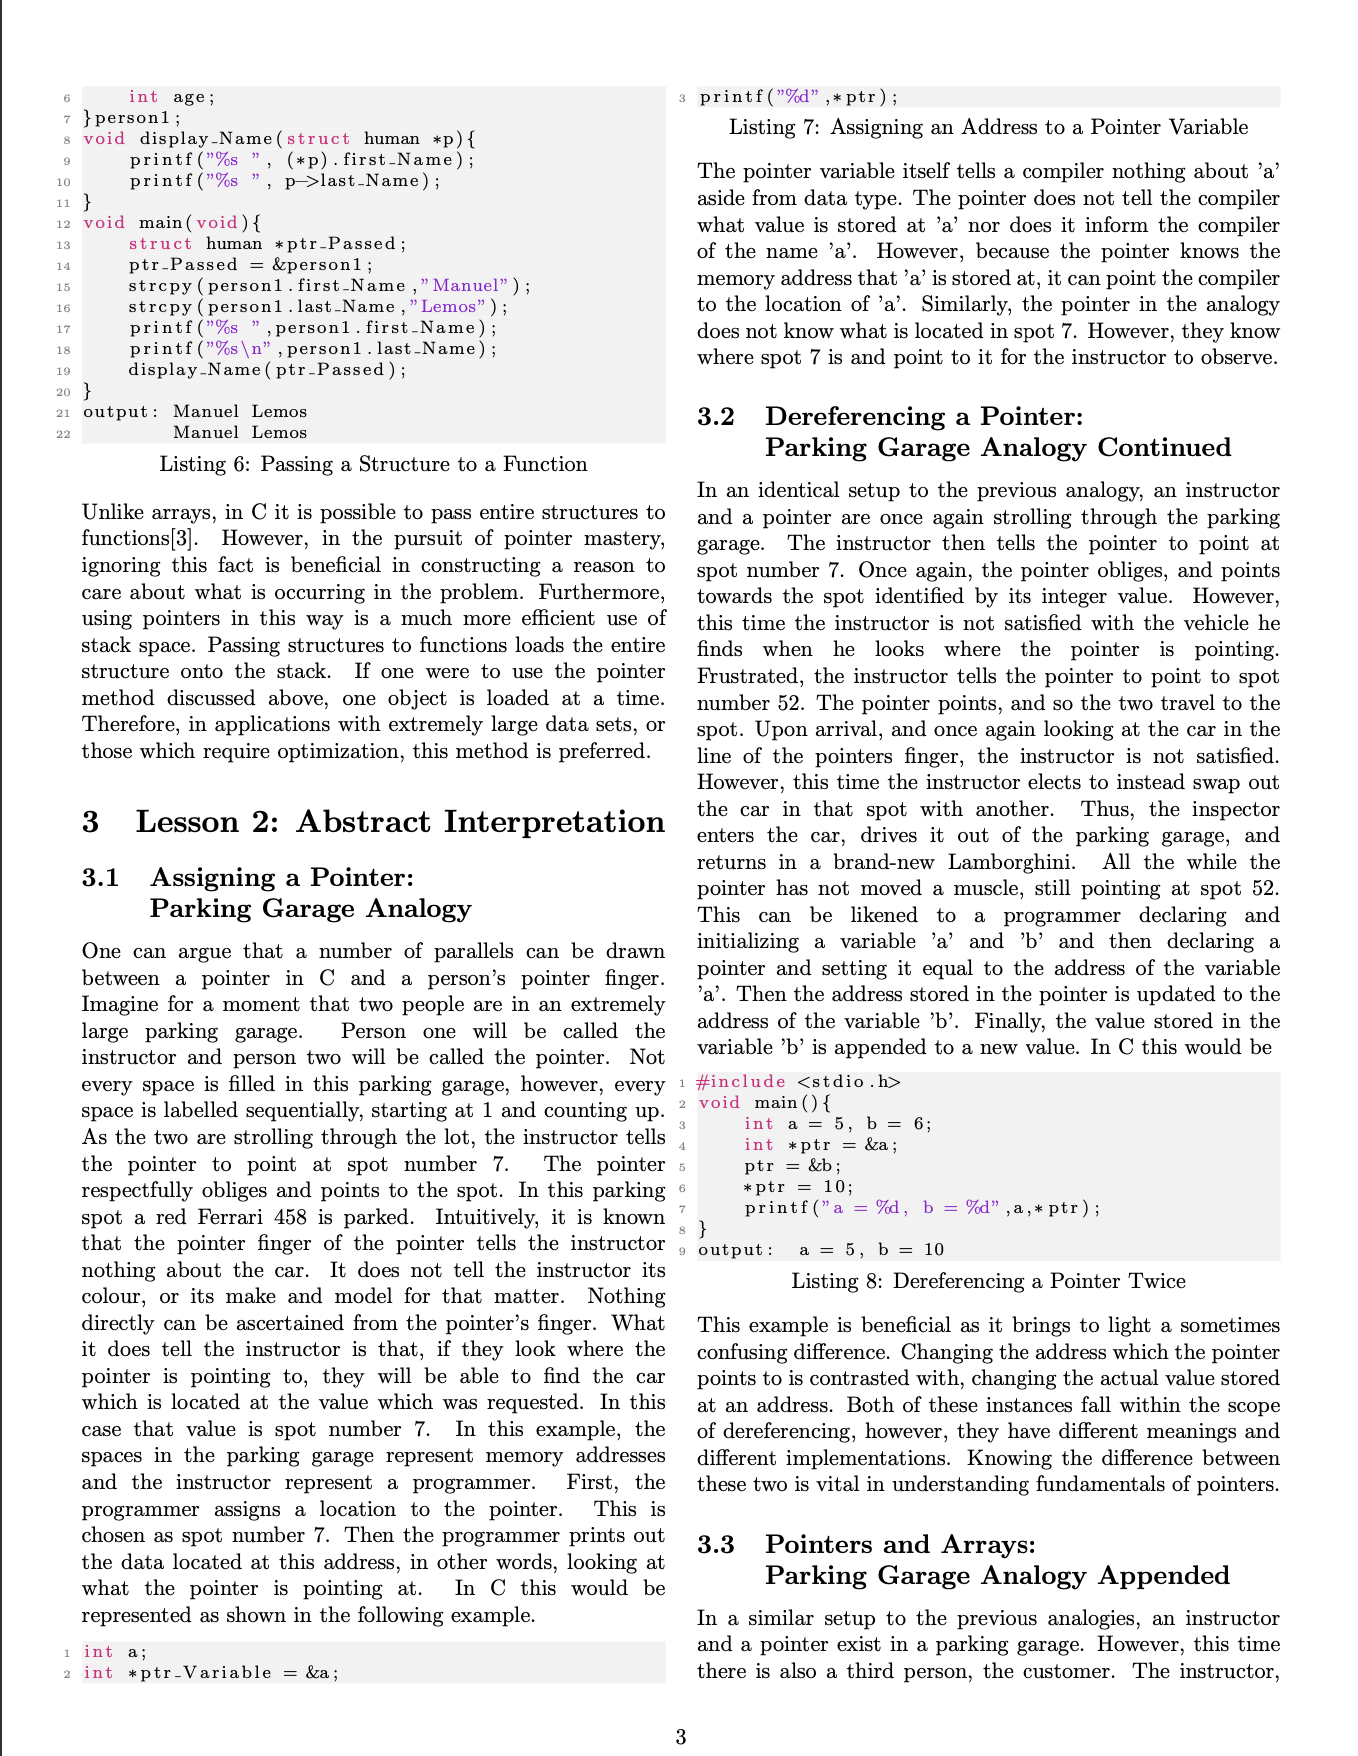 6 int age;
7 }person1;
8 void display_Name(struct human *p){
9 printf("%s ", (*p).first_Name);
10 printf("%s ", p->last_Name);
11 }
12 void main(void){
13 struct human *ptr_Passed;
14 ptr_Passed = &person1;
15 strcpy(person1.first_Name,"Manuel");
16 strcpy(person1.last_Name,"Lemos");
17 printf("%s ",person1.first_Name);
18 printf("%s\n",person1.last_Name);
19 display_Name(ptr_Passed);
20 }
21 output: Manuel Lemos
22 Manuel Lemos
Listing 6: Passing a Structure to a Function
Unlike arrays, in C it is possible to pass entire structures to
functions[3]. However, in the pursuit of pointer mastery,
ignoring this fact is beneficial in constructing a reason to
care about what is occurring in the problem. Furthermore,
using pointers in this way is a much more efficient use of
stack space. Passing structures to functions loads the entire
structure onto the stack. If one were to use the pointer
method discussed above, one object is loaded at a time.
Therefore, in applications with extremely large data sets, or
those which require optimization, this method is preferred.
3 Lesson 2: Abstract Interpretation
3.1 Assigning a Pointer:
Parking Garage Analogy
One can argue that a number of parallels can be drawn
between a pointer in C and a person's pointer finger.
Imagine for a moment that two people are in an extremely
large parking garage. Person one will be called the
instructor and person two will be called the pointer. Not
every space is filled in this parking garage, however, every
space is labelled sequentially, starting at 1 and counting up.
As the two are strolling through the lot, the instructor tells
the pointer to point at spot number 7. The pointer
respectfully obliges and points to the spot. In this parking
spot a red Ferrari 458 is parked. Intuitively, it is known
that the pointer finger of the pointer tells the instructor
nothing about the car. It does not tell the instructor its
colour, or its make and model for that matter. Nothing
directly can be ascertained from the pointer's finger. What
it does tell the instructor is that, if they look where the
pointer is pointing to, they will be able to find the car
which is located at the value which was requested. In this
case that value is spot number 7. In this example, the
spaces in the parking garage represent memory addresses
and the instructor represent a programmer. First, the
programmer assigns a location to the pointer. This is
chosen as spot number 7. Then the programmer prints out
the data located at this address, in other words, looking at
what the pointer is pointing at. In C this would be
represented as shown in the following example.
1 int a;
2 int *ptr_Variable = &a;
3 printf("%d",*ptr);
Listing 7: Assigning an Address to a Pointer Variable
The pointer variable itself tells a compiler nothing about 'a'
aside from data type. The pointer does not tell the compiler
what value is stored at 'a' nor does it inform the compiler
of the name 'a'. However, because the pointer knows the
memory address that 'a' is stored at, it can point the compiler
to the location of 'a'. Similarly, the pointer in the analogy
does not know what is located in spot 7. However, they know
where spot 7 is and point to it for the instructor to observe.
3.2 Dereferencing a Pointer:
Parking Garage Analogy Continued
In an identical setup to the previous analogy, an instructor
and a pointer are once again strolling through the parking
garage. The instructor then tells the pointer to point at
spot number 7. Once again, the pointer obliges, and points
towards the spot identified by its integer value. However,
this time the instructor is not satisfied with the vehicle he
finds when he looks where the pointer is pointing.
Frustrated, the instructor tells the pointer to point to spot
number 52. The pointer points, and so the two travel to the
spot. Upon arrival, and once again looking at the car in the
line of the pointers finger, the instructor is not satisfied.
However, this time the instructor elects to instead swap out
the car in that spot with another. Thus, the inspector
enters the car, drives it out of the parking garage, and
returns in a brand-new Lamborghini. All the while the
pointer has not moved a muscle, still pointing at spot 52.
This can be likened to a programmer declaring and
initializing a variable 'a' and 'b' and then declaring a
pointer and setting it equal to the address of the variable
'a'. Then the address stored in the pointer is updated to the
address of the variable 'b'. Finally, the value stored in the
variable 'b' is appended to a new value. In C this would be
1 #include <stdio.h>
2 void main(){
3 int a = 5, b = 6;
4 int *ptr = &a;
5 ptr = &b;
6 *ptr = 10;
7 printf("a = %d, b = %d",a,*ptr);
8 }
9 output: a = 5, b = 10
Listing 8: Dereferencing a Pointer Twice
This example is beneficial as it brings to light a sometimes
confusing difference. Changing the address which the pointer
points to is contrasted with, changing the actual value stored
at an address. Both of these instances fall within the scope
of dereferencing, however, they have different meanings and
different implementations. Knowing the difference between
these two is vital in understanding fundamentals of pointers.
3.3 Pointers and Arrays:
Parking Garage Analogy Appended
In a similar setup to the previous analogies, an instructor
and a pointer exist in a parking garage. However, this time
there is also a third person, the customer. The instructor,
3